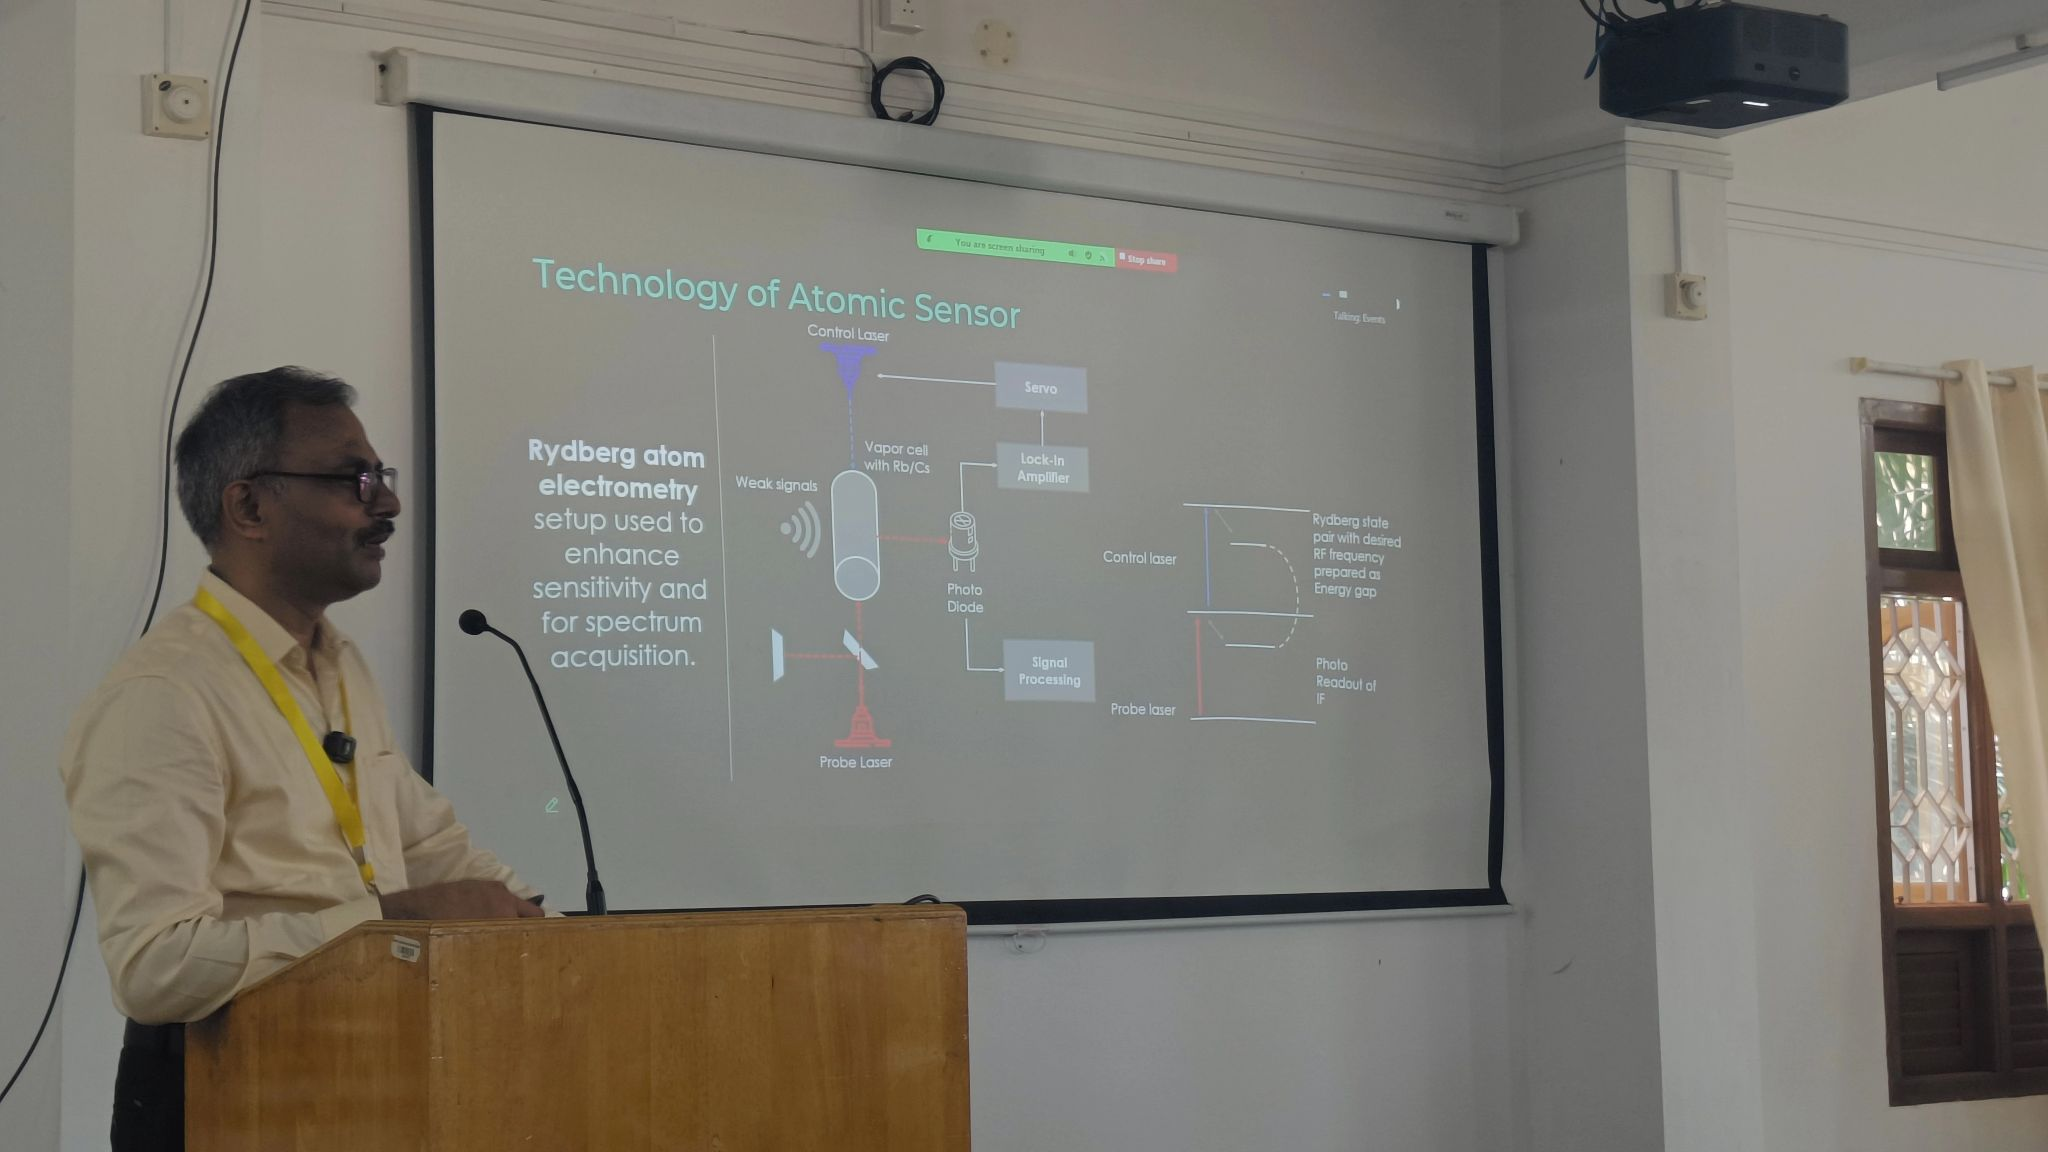 You are screen sharing
Stop share
Technology of Atomic Sensor
Talking: Events
Rydberg atom
electrometry
setup used to
enhance
sensitivity and
for spectrum
acquisition.
Control Laser
Servo
Vapor cell
with Rb/Cs
Weak signals
Lock-In
Amplifier
Photo
Diode
Signal
Processing
Probe Laser
Control laser
Rydberg state
pair with desired
RF frequency
prepared as
Energy gap
Photo
Readout of
IF
Probe laser